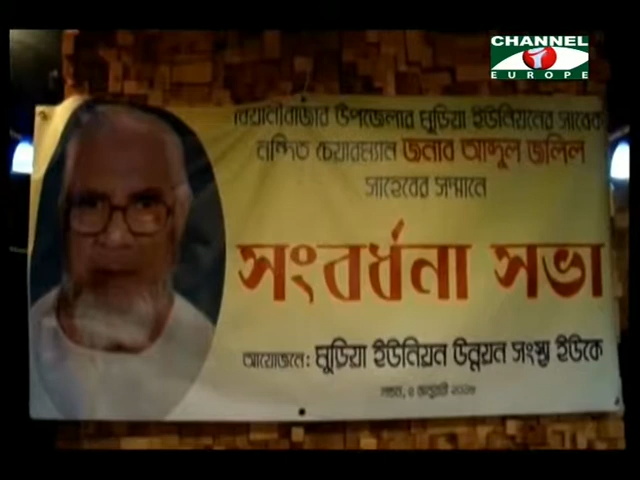 CHANNEL
EUROPE
বিয়ানীবাজার উপজেলার মুড়িয়া ইউনিয়নের সাবেক
নন্দিত চেয়ারম্যান জনাব আব্দুল জলিল
সাহেবের সম্মানে
সংবর্ধনা সভা
আয়োজনে: মুড়িয়া ইউনিয়ন উন্নয়ন সংস্থা ইউকে